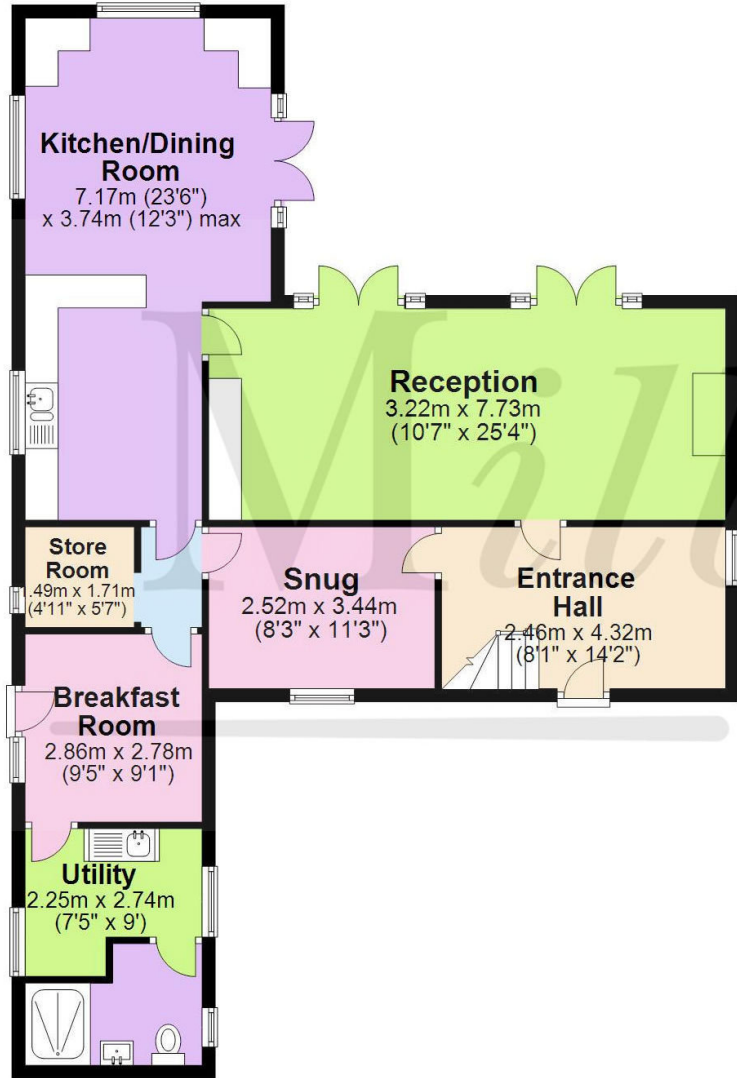 Kitchen/Dining
Room
7.17m (23'6")
x 3.74m (12'3") max
Reception
3.22m x 7.73m
(10'7" x 25'4")
Store
Room
.49m x 1.71m
(4'11" x 5'7")
Snug
2.52m x 3.44m
(8'3" x 11'3")
Entrance
Hall
2.46m x 4.32m
(8'1" x 14'2")
Breakfast
Room
2.86m x 2.78m
(9'5" x 9'1")
Utility
2.25m x 2.74m
(7'5" x 9')
Mill